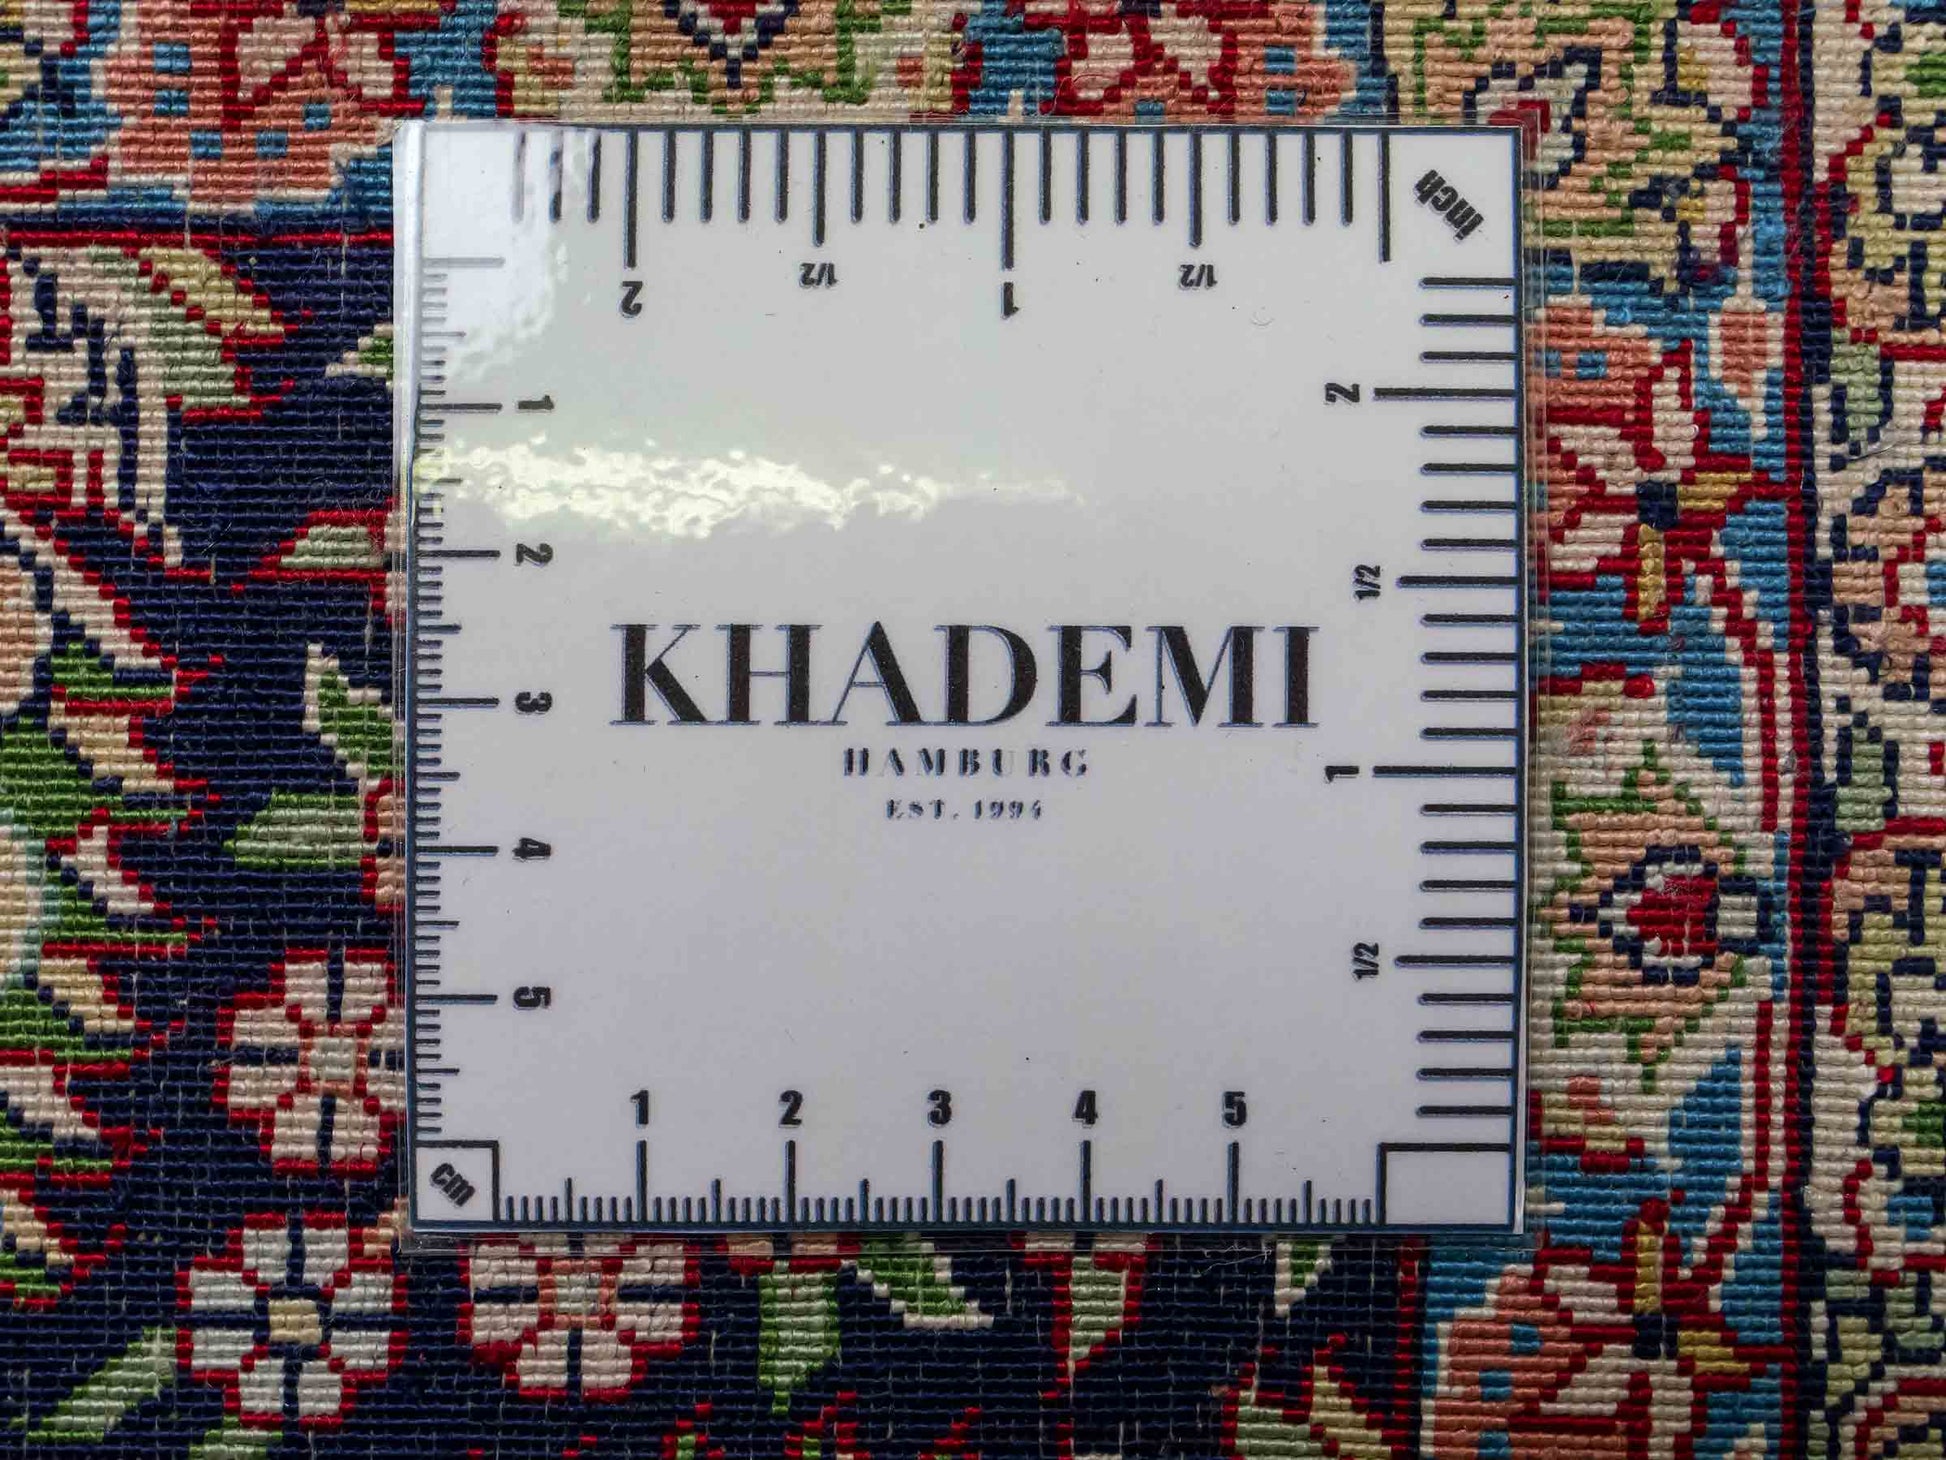 inch
2 1/2 1 1/2
1
2
3
4
5
2
1/2
1
1/2
KHADEMI
HAMBURG
EST. 1994
1 2 3 4 5
cm